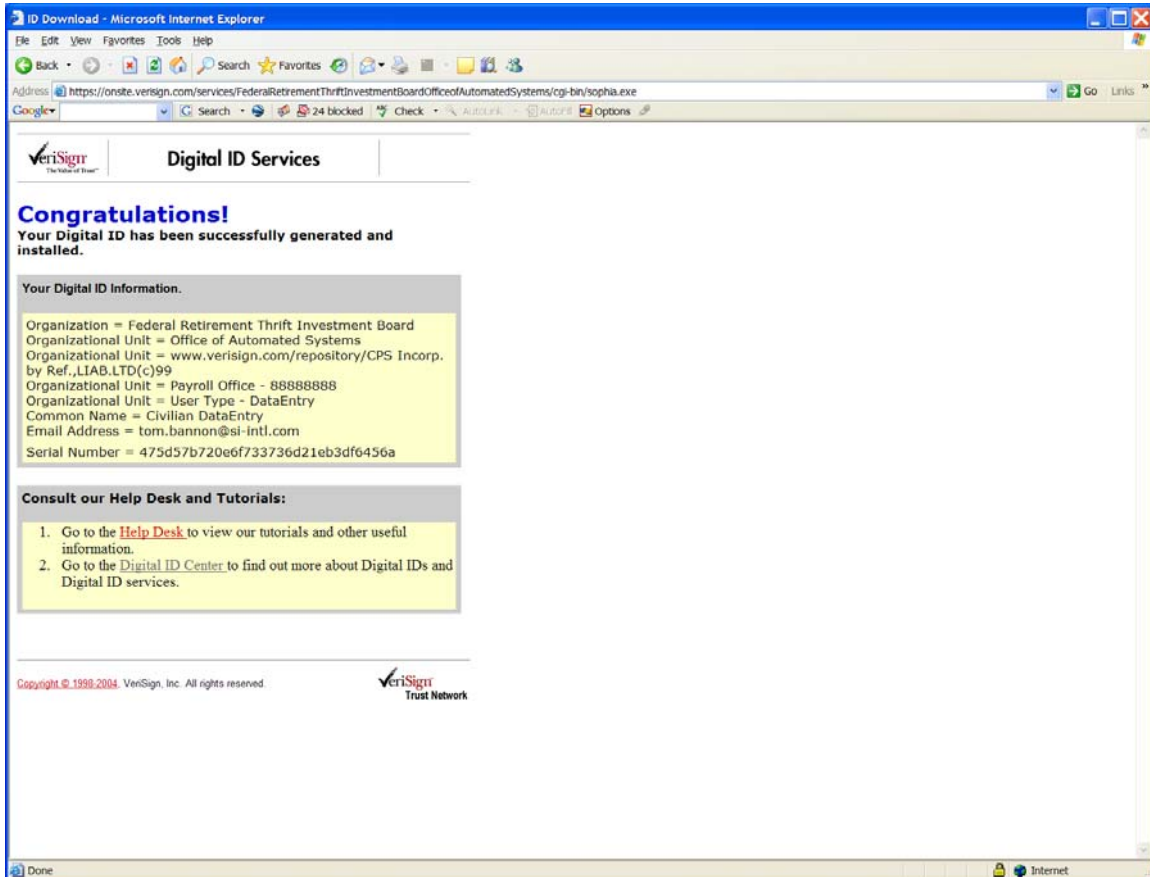 ID Download - Microsoft Internet Explorer
File Edit View Favorites Tools Help
Back Search Favorites
Address https://onsite.verisign.com/services/FederalRetirementThriftInvestmentBoardOfficeofAutomatedSystems/cgi-bin/sophia.exe Go Links »
Google G Search 24 blocked Check AutoLink AutoFill Options
VeriSign
The Value of Trust™
Digital ID Services
Congratulations!
Your Digital ID has been successfully generated and
installed.
Your Digital ID Information.
Organization = Federal Retirement Thrift Investment Board
Organizational Unit = Office of Automated Systems
Organizational Unit = www.verisign.com/repository/CPS Incorp.
by Ref.,LIAB.LTD(c)99
Organizational Unit = Payroll Office - 88888888
Organizational Unit = User Type - DataEntry
Common Name = Civilian DataEntry
Email Address = tom.bannon@si-intl.com
Serial Number = 475d57b720e6f733736d21eb3df6456a
Consult our Help Desk and Tutorials:
1. Go to the Help Desk to view our tutorials and other useful
information.
2. Go to the Digital ID Center to find out more about Digital IDs and
Digital ID services.
Copyright © 1998-2004, VeriSign, Inc. All rights reserved.
VeriSign
Trust Network
Done Internet